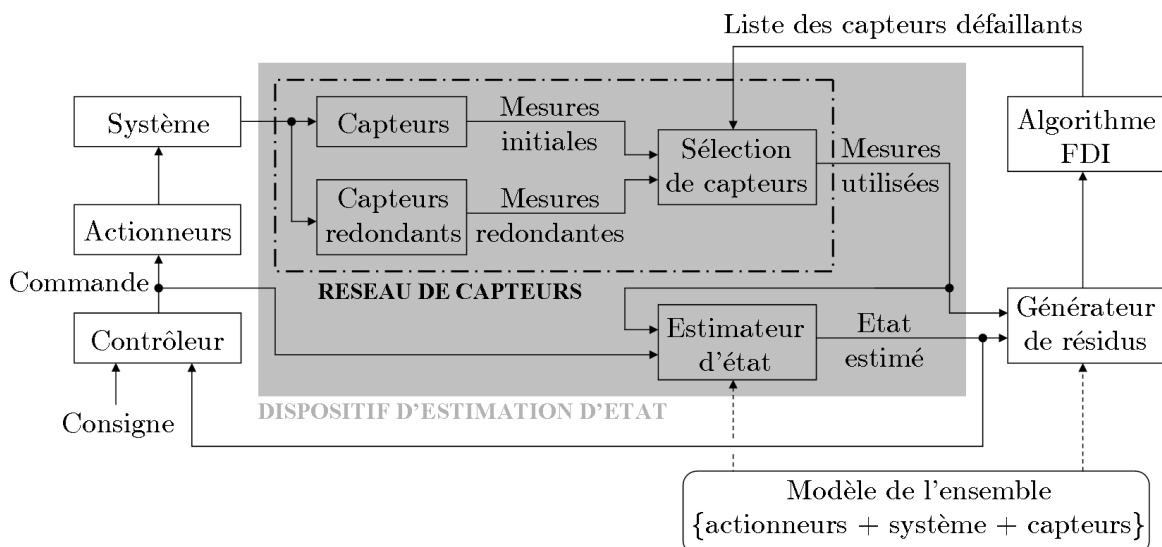 Liste des capteurs défaillants
Système
Capteurs
Mesures
initiales
Sélection
de capteurs
Mesures
utilisées
Algorithme
FDI
Actionneurs
Capteurs
redondants
Mesures
redondantes
Commande
RESEAU DE CAPTEURS
Contrôleur
Estimateur
d'état
Etat
estimé
Générateur
de résidus
Consigne
DISPOSITIF D'ESTIMATION D'ETAT
Modèle de l'ensemble
{actionneurs + système + capteurs}